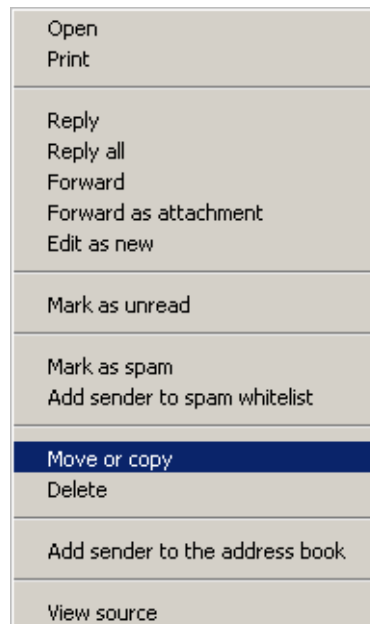 Open
Print
Reply
Reply all
Forward
Forward as attachment
Edit as new
Mark as unread
Mark as spam
Add sender to spam whitelist
Move or copy
Delete
Add sender to the address book
View source